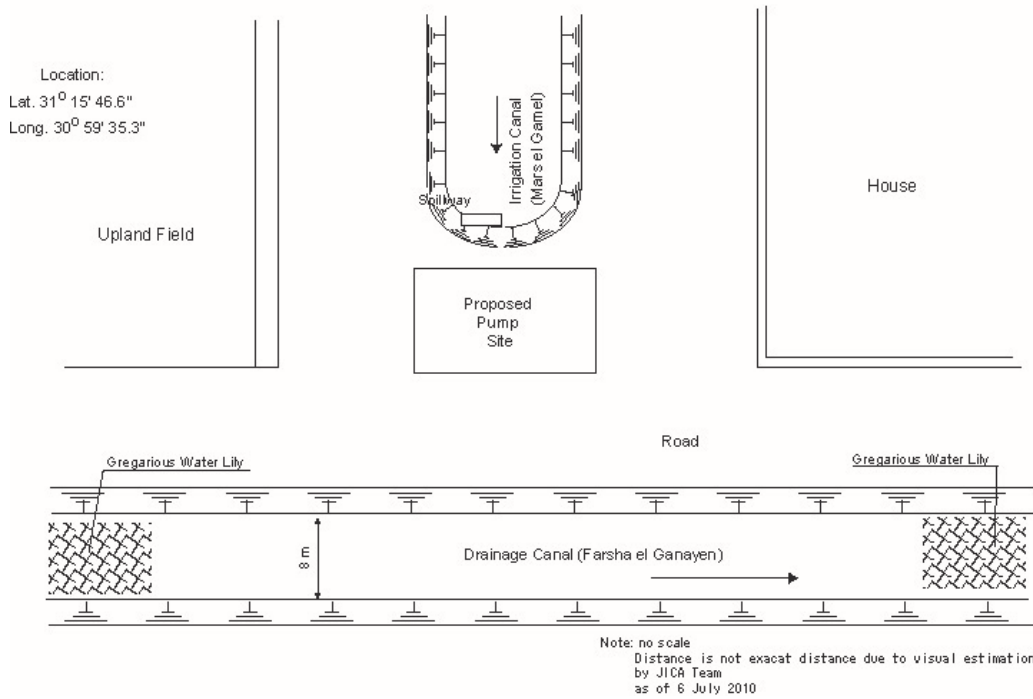 Location:
Lat. 31⁰ 15' 46.6"
Long. 30⁰ 59' 35.3"
Irrigation Canal
(Mars el Gamel)
Spillway
Upland Field
House
Proposed
Pump
Site
Road
Gregarious Water Lily
Gregarious Water Lily
8 m
Drainage Canal (Farsha el Ganayen)
Note: no scale
Distance is not exacat distance due to visual estimation
by JICA Team
as of 6 July 2010